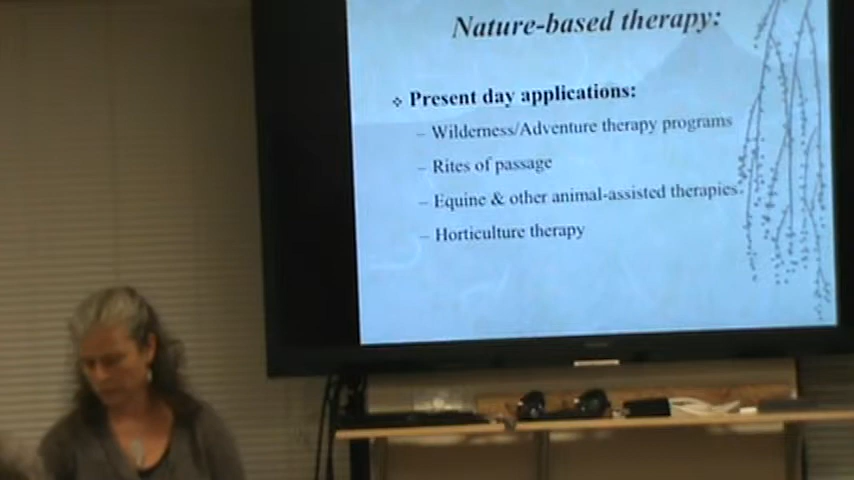 Nature-based therapy:
Present day applications:
– Wilderness/Adventure therapy programs
– Rites of passage
– Equine & other animal-assisted therapies
– Horticulture therapy